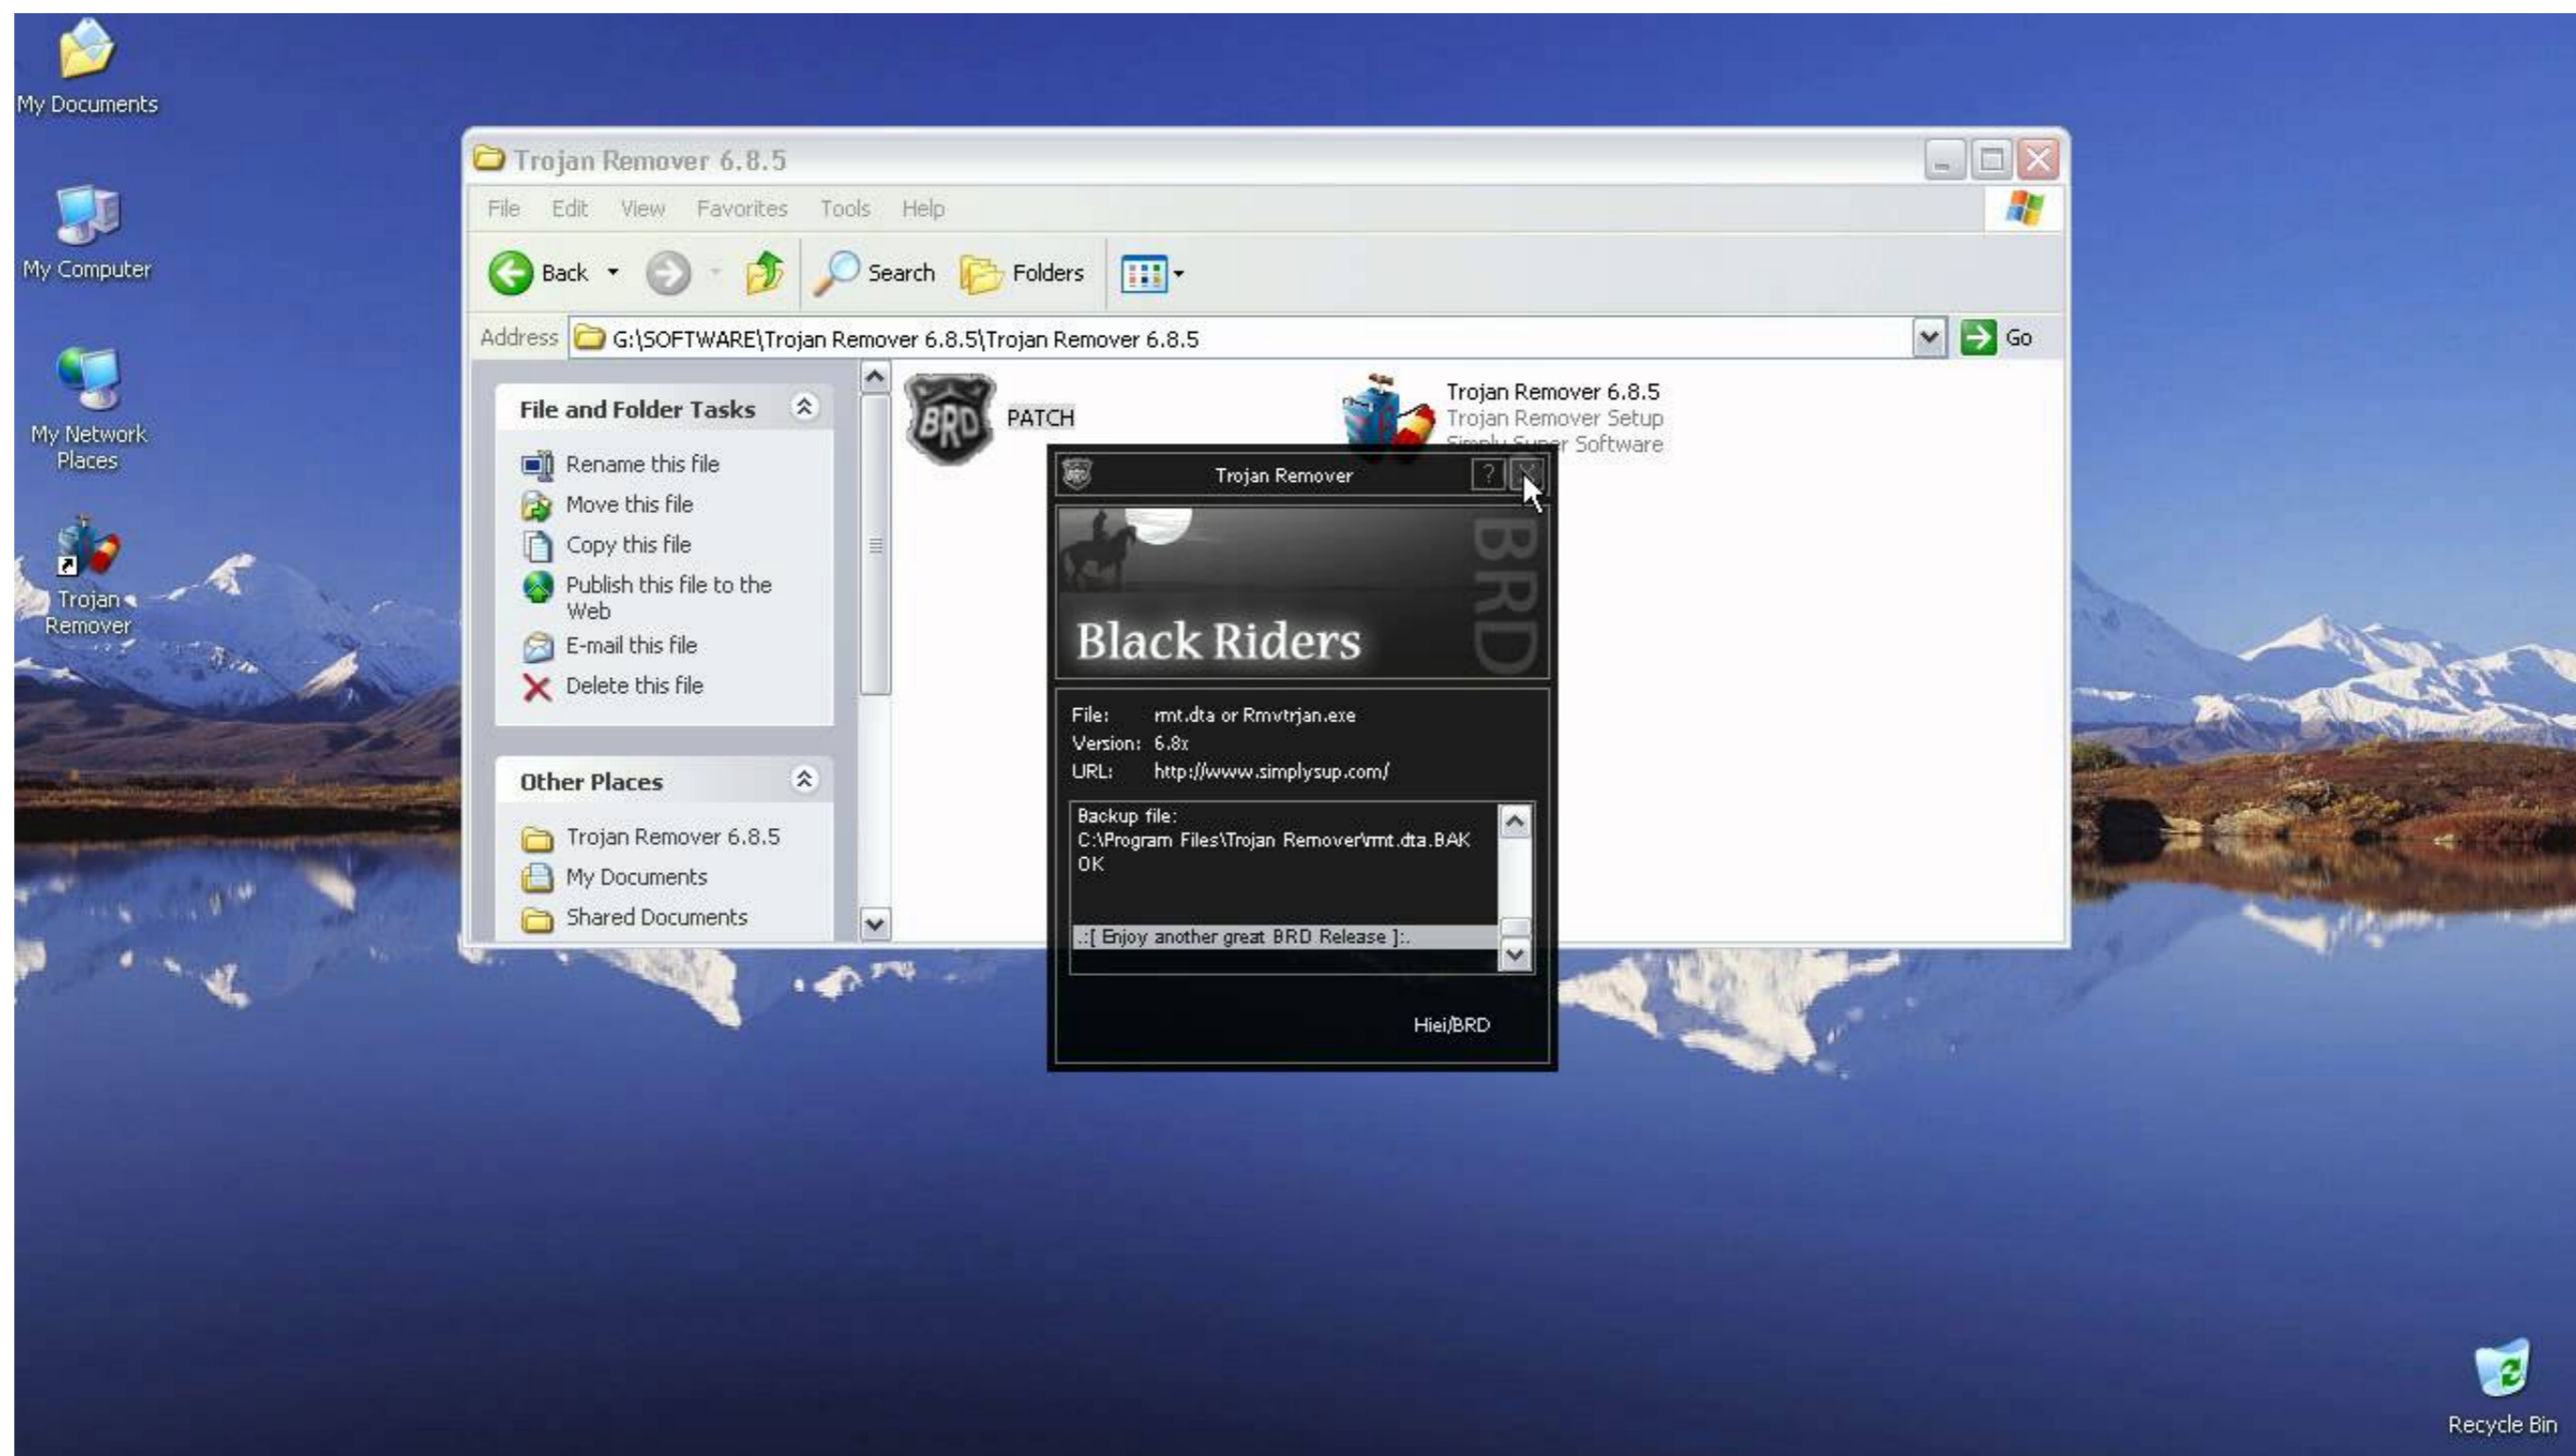 My Documents
My Computer
My Network
Places
Trojan
Remover
Trojan Remover 6.8.5
File Edit View Favorites Tools Help
Back Search Folders
Address G:\SOFTWARE\Trojan Remover 6.8.5\Trojan Remover 6.8.5 Go
File and Folder Tasks
Rename this file
Move this file
Copy this file
Publish this file to the
Web
E-mail this file
Delete this file
Other Places
Trojan Remover 6.8.5
My Documents
Shared Documents
BRD
PATCH
Trojan Remover 6.8.5
Trojan Remover Setup
Simply Super Software
Trojan Remover ?
BRD
Black Riders
File: rmt.dta or Rmvtrjan.exe
Version: 6.8x
URL: http://www.simplysup.com/
Backup file:
C:\Program Files\Trojan Remover\rmt.dta.BAK
OK
.:[ Enjoy another great BRD Release ]:.
Hiei/BRD
Recycle Bin